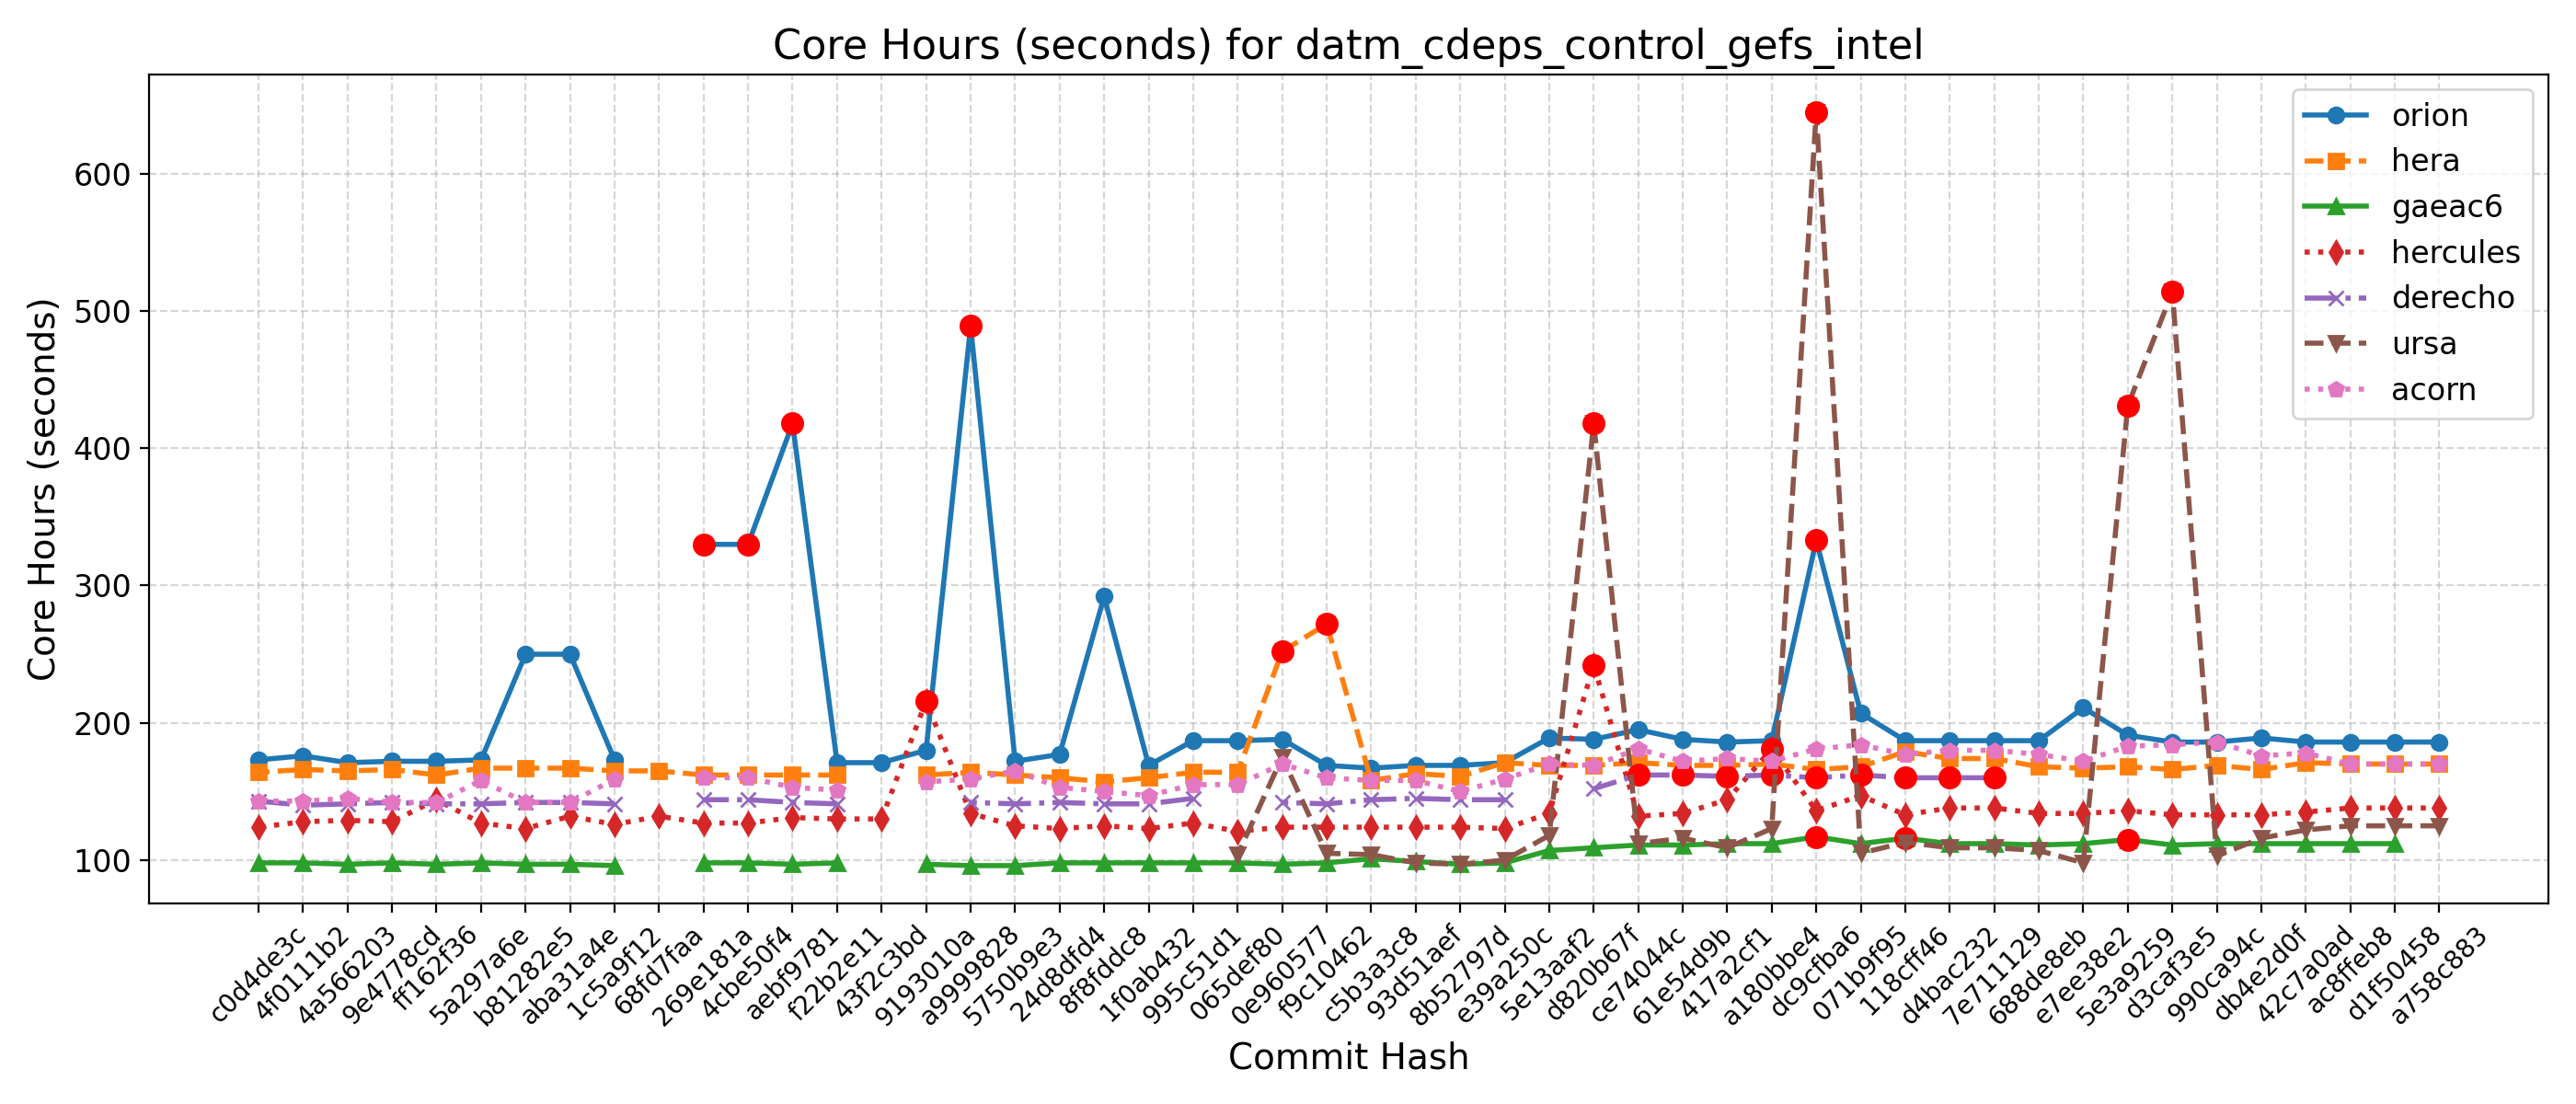 Core Hours (seconds) for datm_cdeps_control_gefs_intel
Core Hours (seconds)
600
500
400
300
200
100
orion
hera
gaeac6
hercules
derecho
ursa
acorn
c0d4de3c
4f0111b2
4a566203
9e4778cd
ff162f36
5a297a6e
b81282e5
aba31a4e
1c5a9f12
68fd7faa
269e181a
4cbe50f4
aebf9781
f22b2e11
43f2c3bd
9193010a
a9999828
5750b9e3
24d8dfd4
8f8fddc8
1f0ab432
995c51d1
065def80
0e960577
f9c10462
c5b3a3c8
93d51aef
8b52797d
e39a250c
5e13aaf2
d820b67f
ce74044c
61e54d9b
417a2cf1
a180bbe4
dc9cfba6
071b9f95
118cff46
d4bac232
7e711129
688de8eb
e7ee38e2
5e3a9259
d3caf3e5
990ca94c
db4e2d0f
42c7a0ad
ac8ffeb8
d1f50458
a758c883
Commit Hash